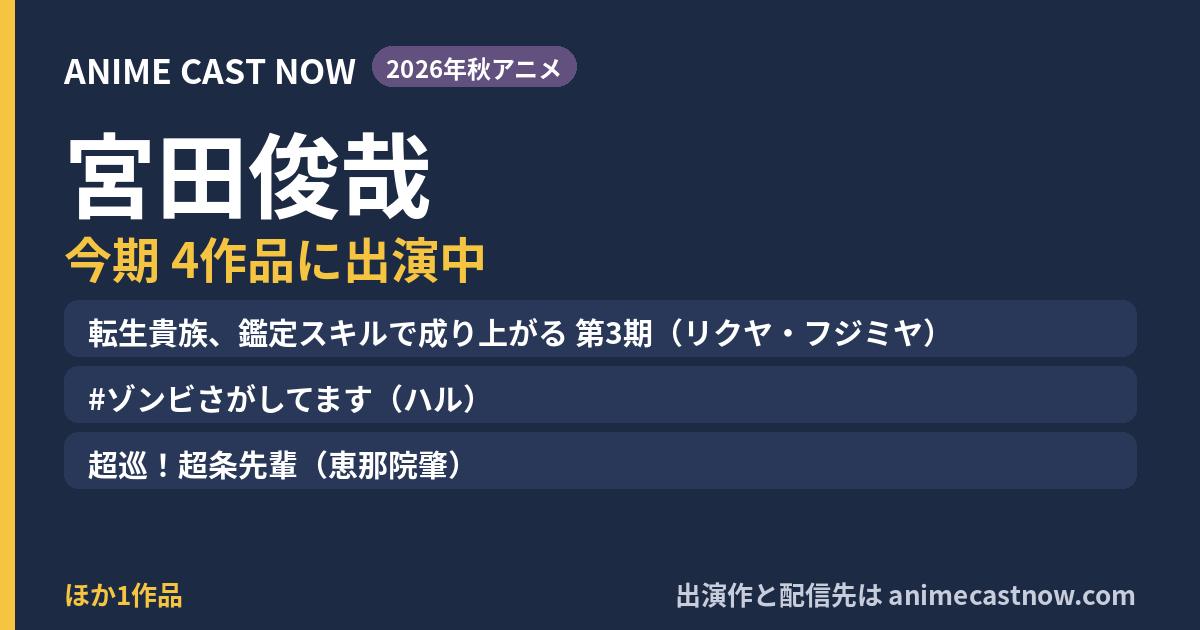 ANIME CAST NOW 2026年秋アニメ
宮田俊哉
今期 4作品に出演中
転生貴族、鑑定スキルで成り上がる 第3期（リクヤ・フジミヤ）
#ゾンビさがしてます（ハル）
超巡！超条先輩（恵那院肇）
ほか1作品
出演作と配信先は animecastnow.com